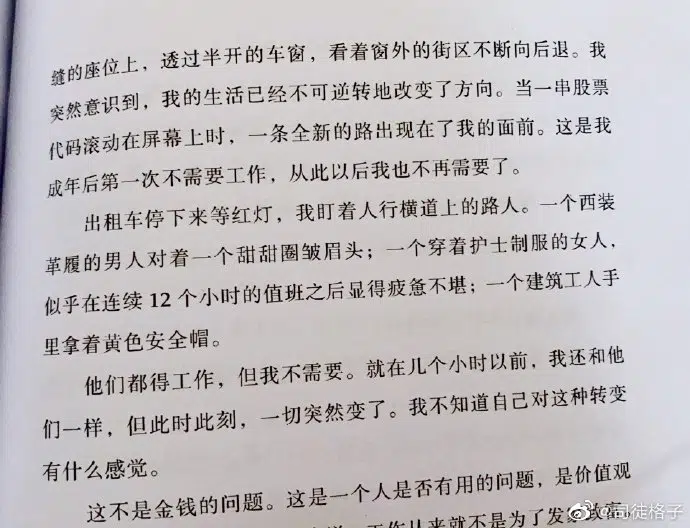 缝的座位上，透过半开的车窗，看着窗外的街区不断向后退。我
突然意识到，我的生活已经不可逆转地改变了方向。当一串股票
代码滚动在屏幕上时，一条全新的路出现在了我的面前。这是我
成年后第一次不需要工作，从此以后我也不再需要了。
出租车停下来等红灯，我盯着人行横道上的路人。一个西装
革履的男人对着一个甜甜圈皱眉头；一个穿着护士制服的女人，
似乎在连续 12 个小时的值班之后显得疲惫不堪；一个建筑工人手
里拿着黄色安全帽。
他们都得工作，但我不需要。就在几个小时以前，我还和他
们一样，但此时此刻，一切突然变了。我不知道自己对这种转变
有什么感觉。
这不是金钱的问题。这是一个人是否有用的问题，是价值观
工作从来就不是为了发
@司徒格子